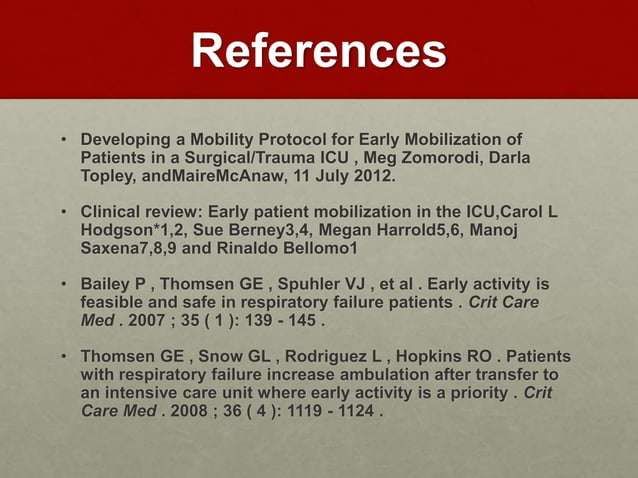 References
• Developing a Mobility Protocol for Early Mobilization of
Patients in a Surgical/Trauma ICU , Meg Zomorodi, Darla
Topley, andMaireMcAnaw, 11 July 2012.
• Clinical review: Early patient mobilization in the ICU,Carol L
Hodgson*1,2, Sue Berney3,4, Megan Harrold5,6, Manoj
Saxena7,8,9 and Rinaldo Bellomo1
• Bailey P , Thomsen GE , Spuhler VJ , et al . Early activity is
feasible and safe in respiratory failure patients . Crit Care
Med . 2007 ; 35 ( 1 ): 139 - 145 .
• Thomsen GE , Snow GL , Rodriguez L , Hopkins RO . Patients
with respiratory failure increase ambulation after transfer to
an intensive care unit where early activity is a priority . Crit
Care Med . 2008 ; 36 ( 4 ): 1119 - 1124 .